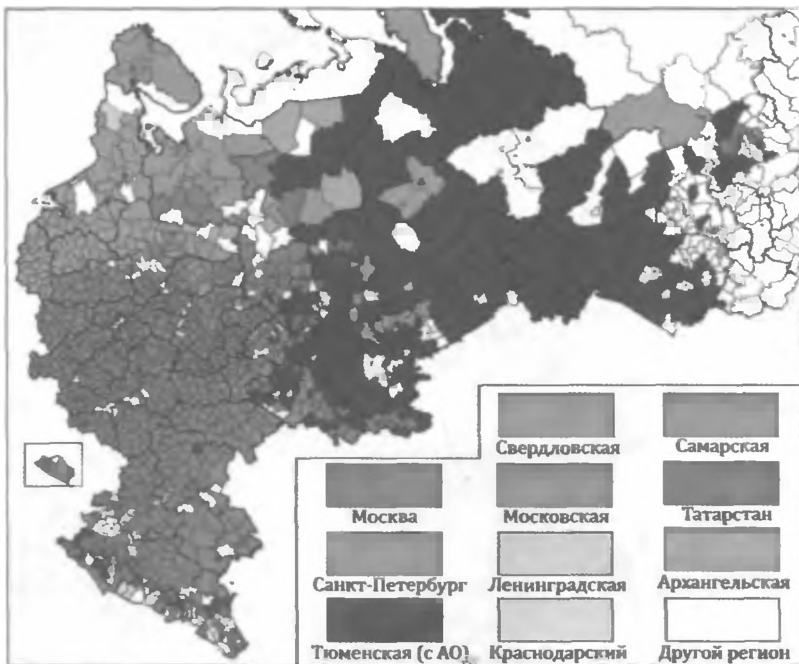 Свердловская Самарская
Москва Московская Татарстан
Санкт-Петербург Ленинградская Архангельская
Тюменская (с АО) Краснодарский Другой регион